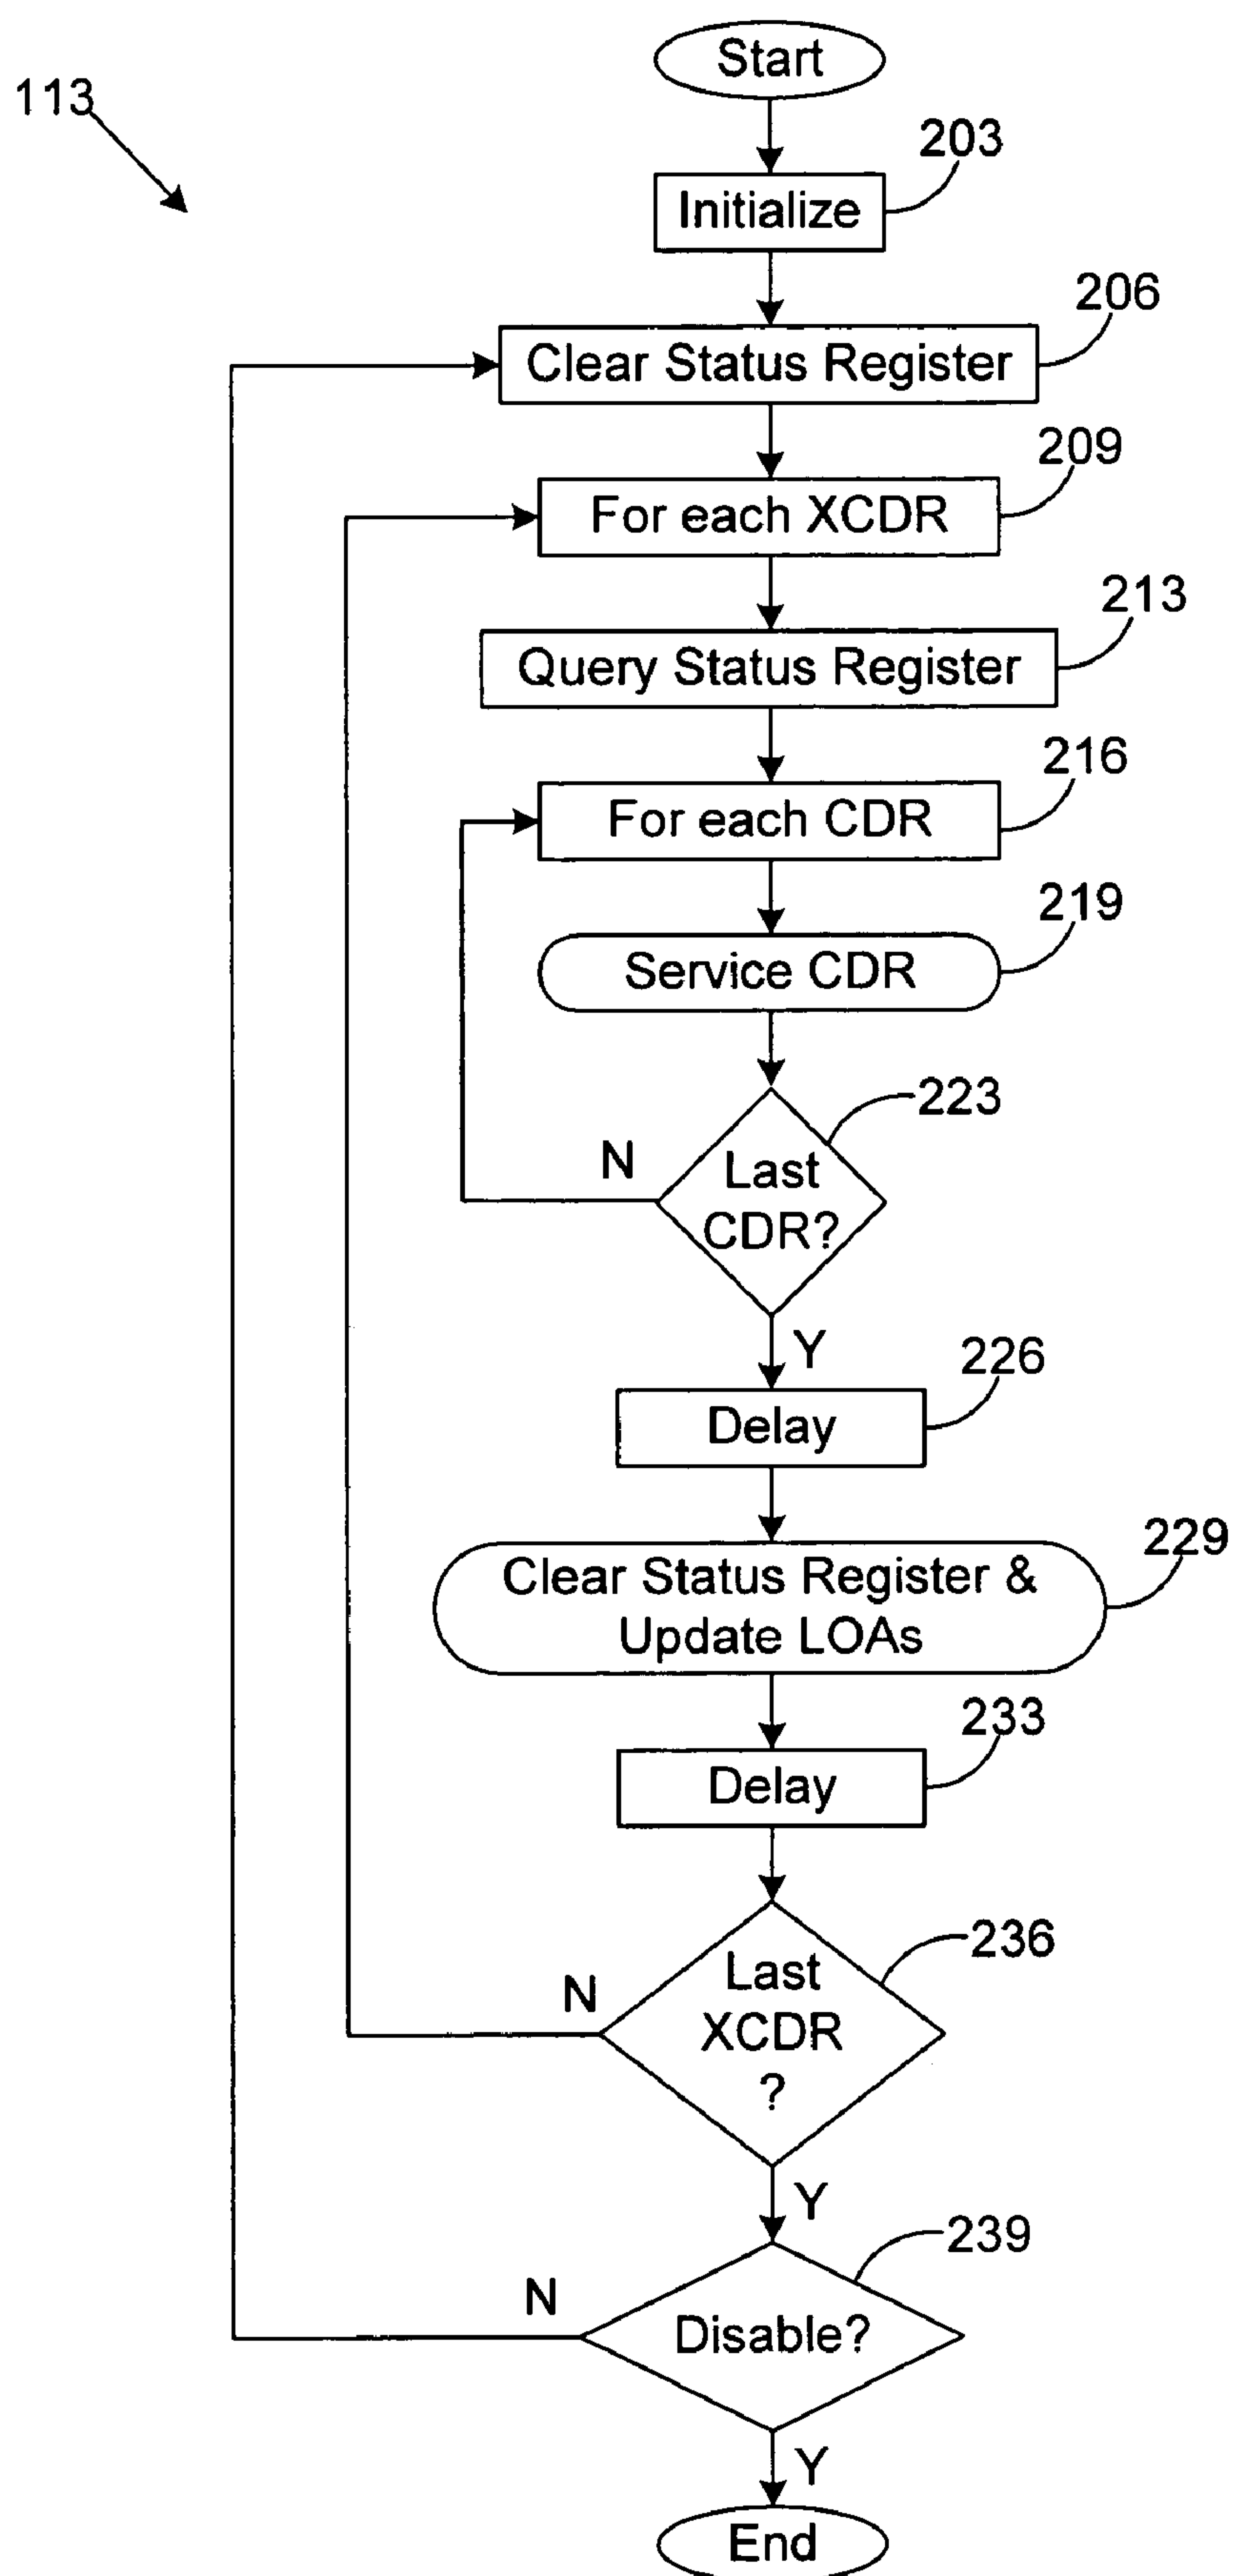 Start
113
203
Initialize
206
Clear Status Register
209
For each XCDR
213
Query Status Register
216
For each CDR
219
Service CDR
223
N
Last
CDR?
Y
226
Delay
229
Clear Status Register &
Update LOAs
233
Delay
236
N
Last
XCDR
?
Y
239
N
Disable?
Y
End